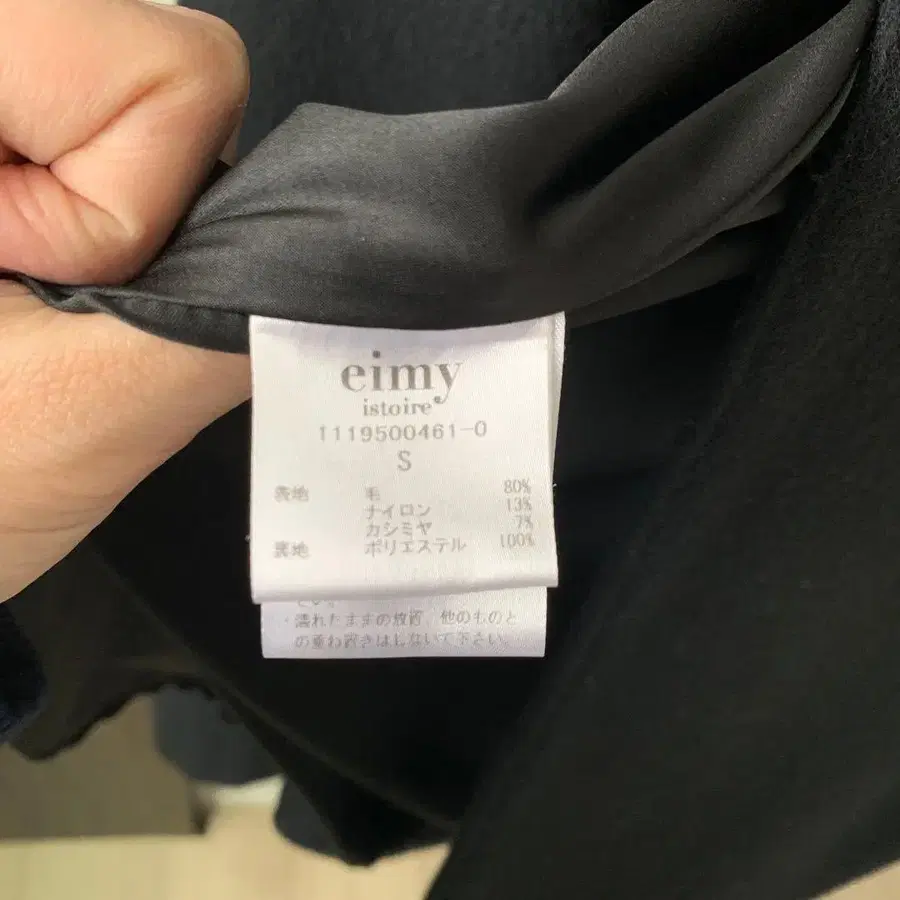 eimy
istoire
1119500461-0
S
表地 毛 80%
ナイロン 13%
カシミヤ 7%
裏地 ポリエステル 100%
さい。
・濡れたままの放置、他のものと
の重ね置きはしないで下さい。